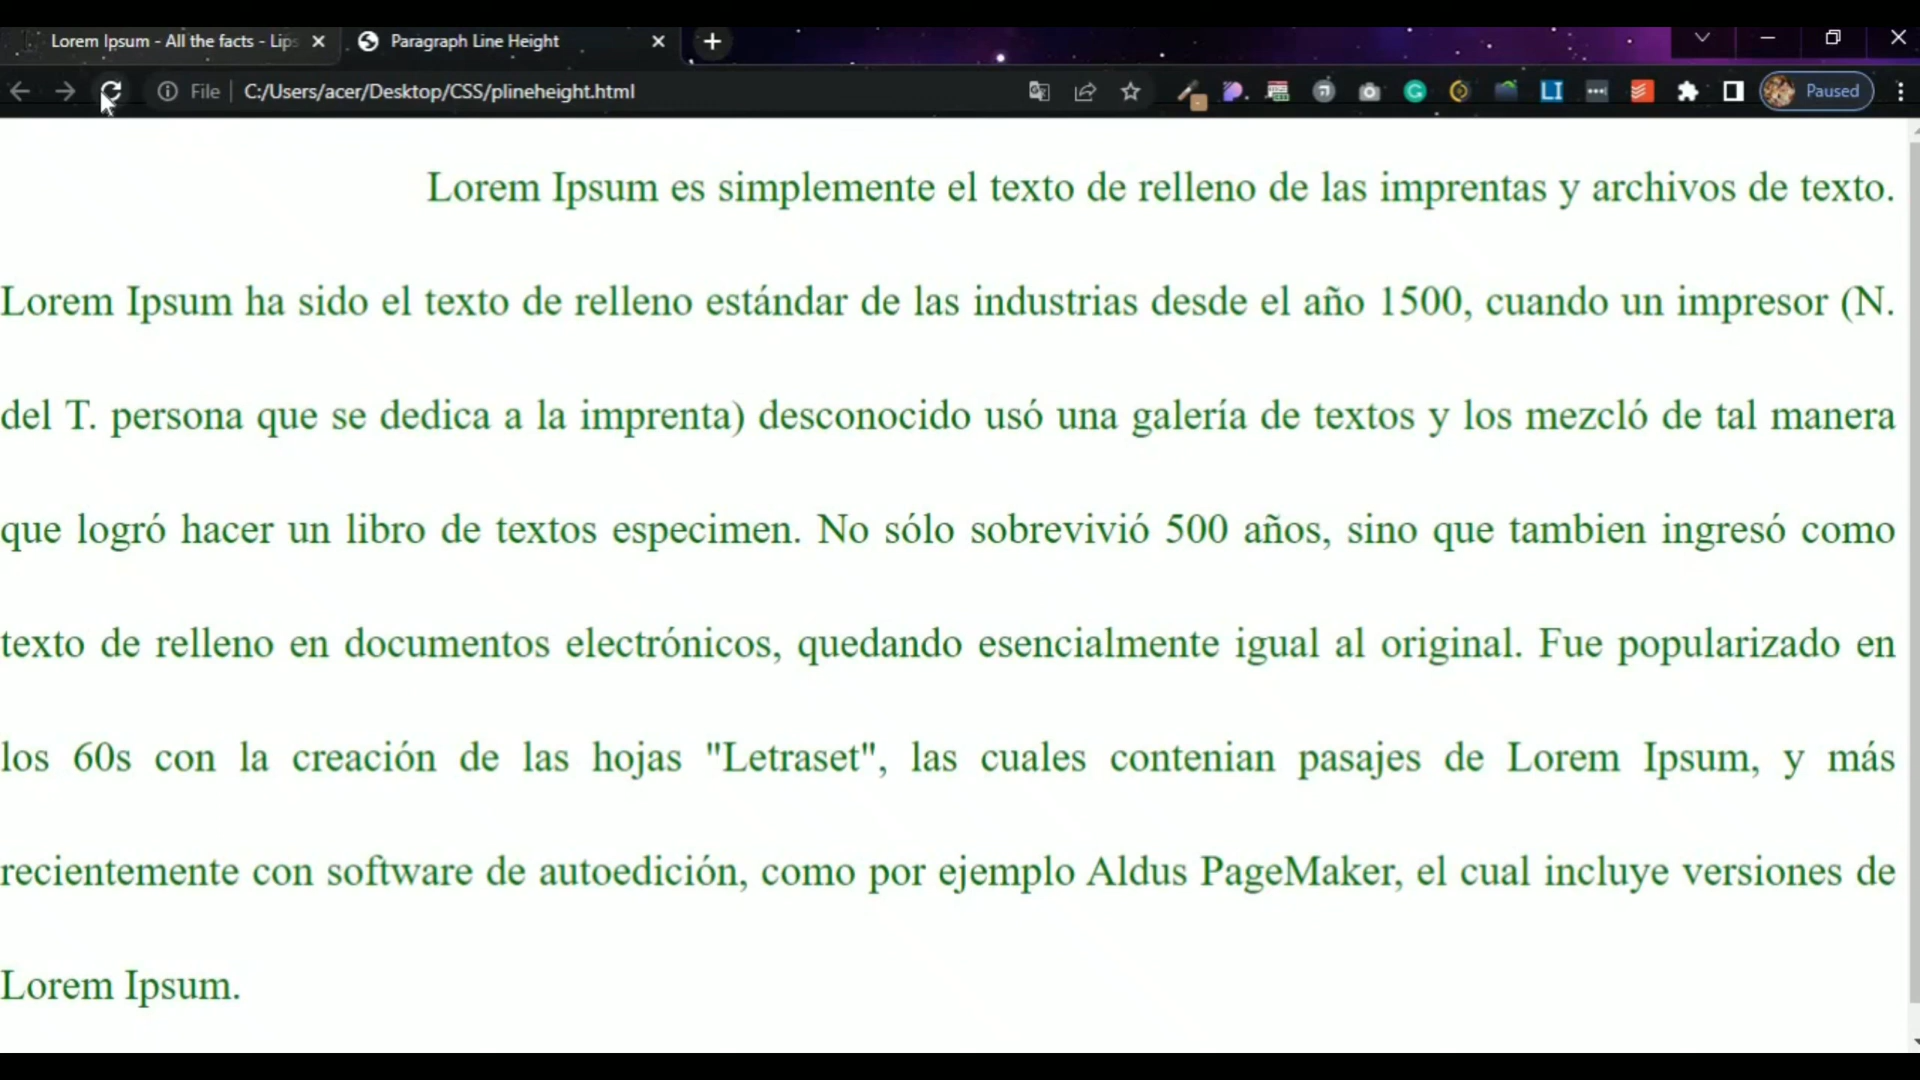 Lorem Ipsum - All the facts - Lips
Paragraph Line Height
File
C:/Users/acer/Desktop/CSS/plineheight.html
LI
Paused
Lorem Ipsum es simplemente el texto de relleno de las imprentas y archivos de texto.
Lorem Ipsum ha sido el texto de relleno estándar de las industrias desde el año 1500, cuando un impresor (N.
del T. persona que se dedica a la imprenta) desconocido usó una galería de textos y los mezcló de tal manera
que logró hacer un libro de textos especimen. No sólo sobrevivió 500 años, sino que tambien ingresó como
texto de relleno en documentos electrónicos, quedando esencialmente igual al original. Fue popularizado en
los 60s con la creación de las hojas "Letraset", las cuales contenian pasajes de Lorem Ipsum, y más
recientemente con software de autoedición, como por ejemplo Aldus PageMaker, el cual incluye versiones de
Lorem Ipsum.